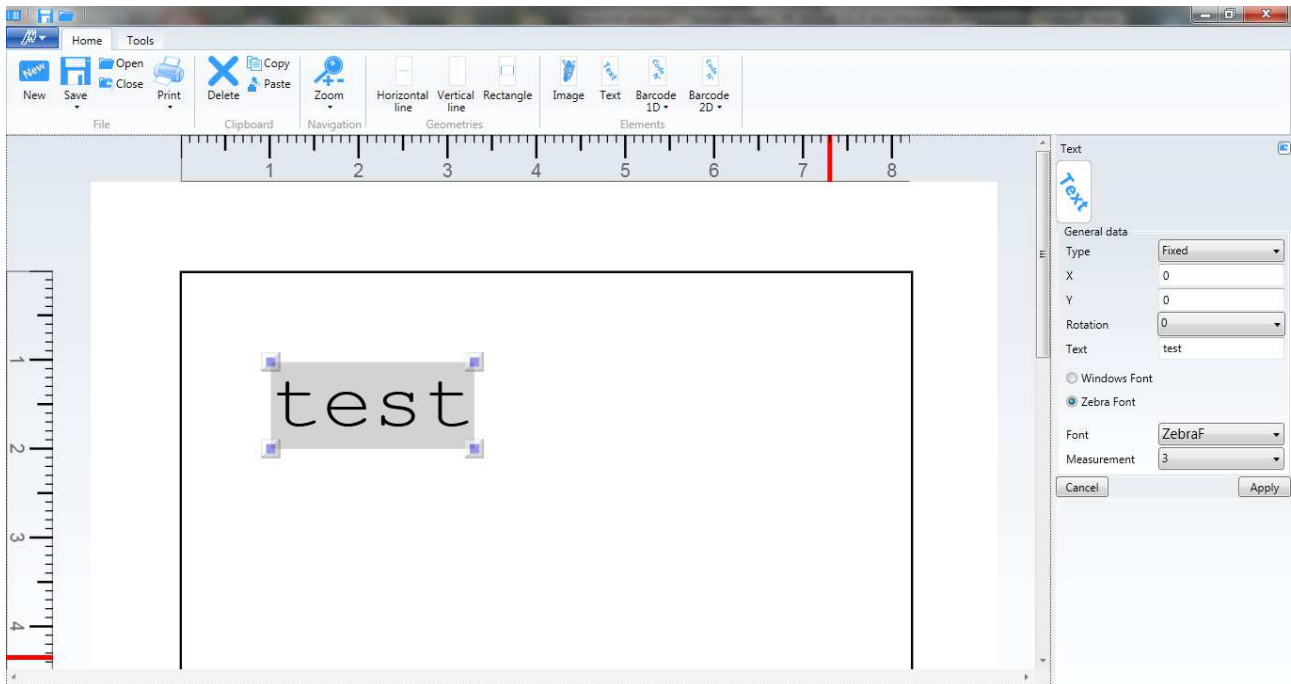 Home Tools
New Save Open Close Print Delete Copy Paste Zoom Horizontal line Vertical line Rectangle Image Text Barcode 1D Barcode 2D
File Clipboard Navigation Geometries Elements
1 2 3 4 5 6 7 8
Text
Text
General data
Type Fixed
X 0
Y 0
Rotation 0
Text test
Windows Font
Zebra Font
Font ZebraF
Measurement 3
Cancel Apply
test
1
2
3
4